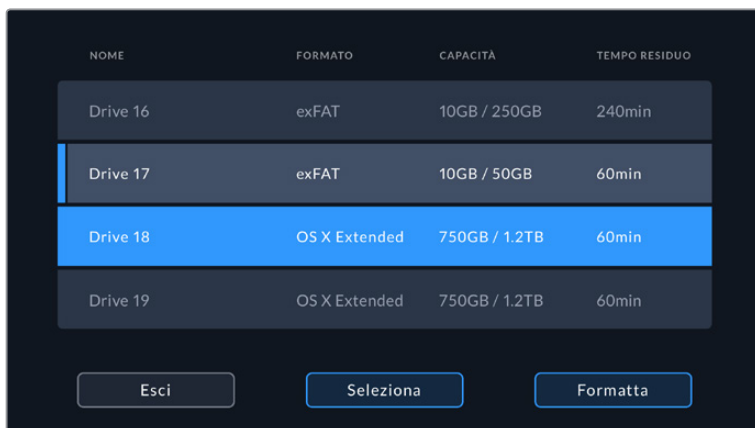 NOME FORMATO CAPACITÀ TEMPO RESIDUO
Drive 16 exFAT 10GB / 250GB 240min
Drive 17 exFAT 10GB / 50GB 60min
Drive 18 OS X Extended 750GB / 1.2TB 60min
Drive 19 OS X Extended 750GB / 1.2TB 60min
Esci Seleziona Formatta